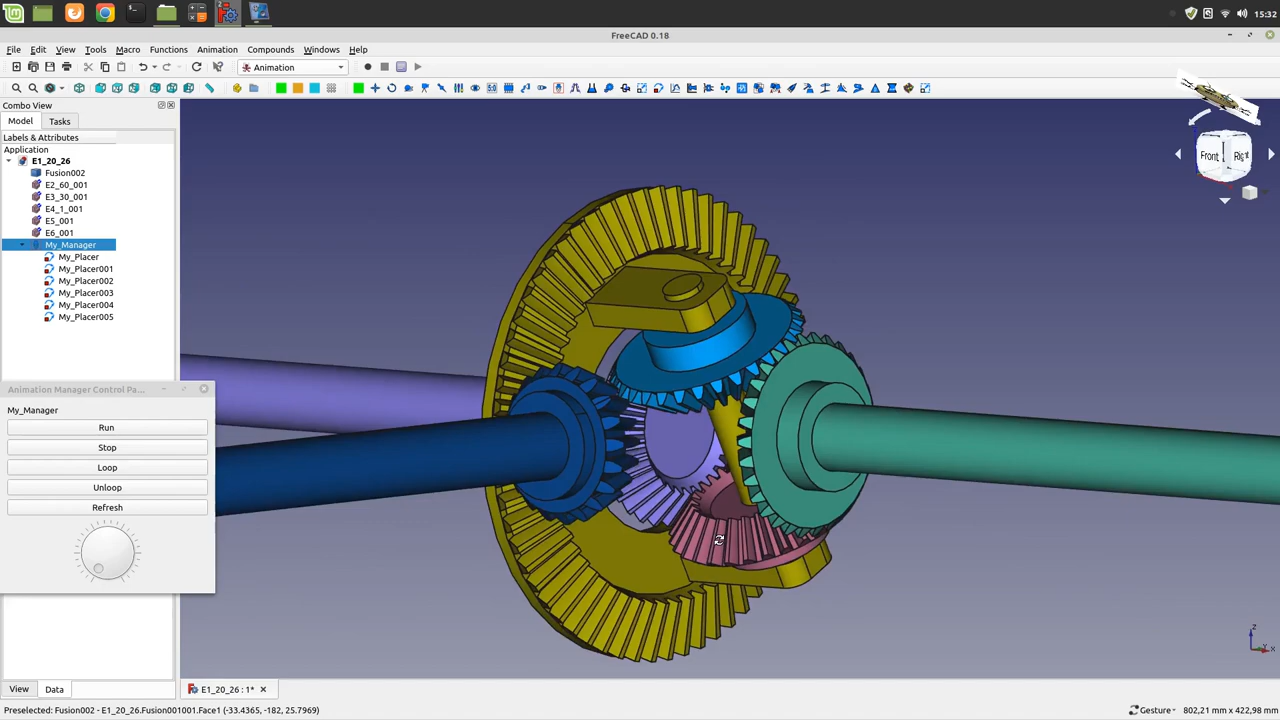 15:32
FreeCAD 0.18
File Edit View Tools Macro Functions Animation Compounds Windows Help
Animation
Combo View
Model Tasks
Labels & Attributes
Application
E1_20_26
Fusion002
E2_60_001
E3_30_001
E4_1_001
E5_001
E6_001
My_Manager
My_Placer
My_Placer001
My_Placer002
My_Placer003
My_Placer004
My_Placer005
Front Right
Animation Manager Control Pa...
My_Manager
Run
Stop
Loop
Unloop
Refresh
Z
X
View Data
E1_20_26 : 1*
Preselected: Fusion002 - E1_20_26.Fusion001001.Face1 (-33.4365, -182, 25.7969)
Gesture
802,21 mm x 422,98 mm